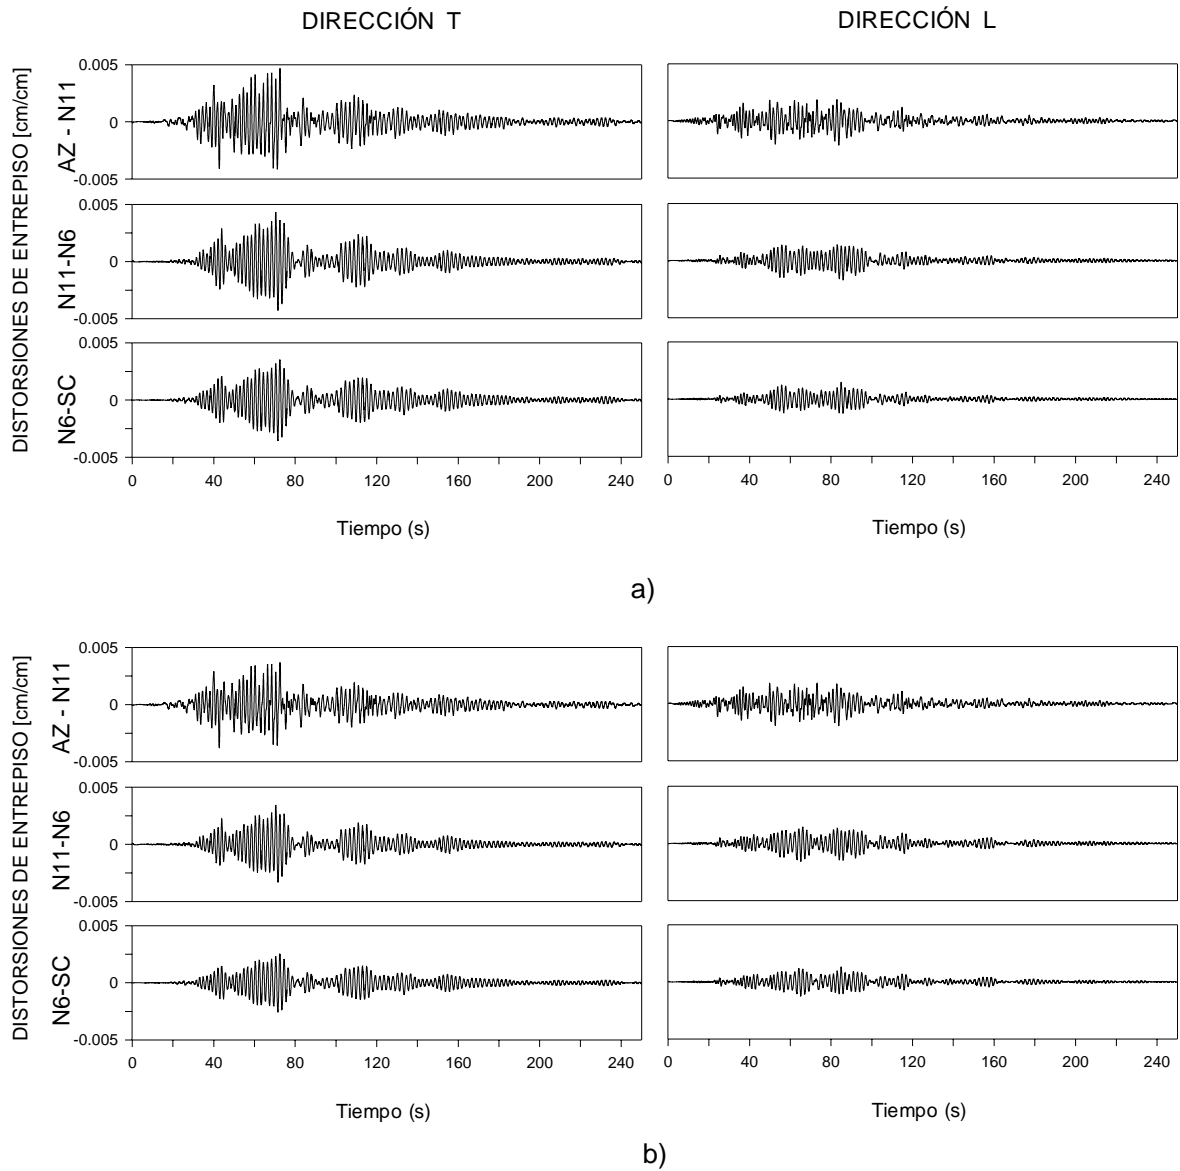 DIRECCIÓN T
DIRECCIÓN L
DISTORSIONES DE ENTREPISO [cm/cm]
AZ - N11
0.005
0
-0.005
N11-N6
0.005
0
-0.005
N6-SC
0.005
0
-0.005
0 40 80 120 160 200 240
0 40 80 120 160 200 240
Tiempo (s)
Tiempo (s)
a)
DISTORSIONES DE ENTREPISO [cm/cm]
AZ - N11
0.005
0
-0.005
N11-N6
0.005
0
-0.005
N6-SC
0.005
0
-0.005
0 40 80 120 160 200 240
0 40 80 120 160 200 240
Tiempo (s)
Tiempo (s)
b)